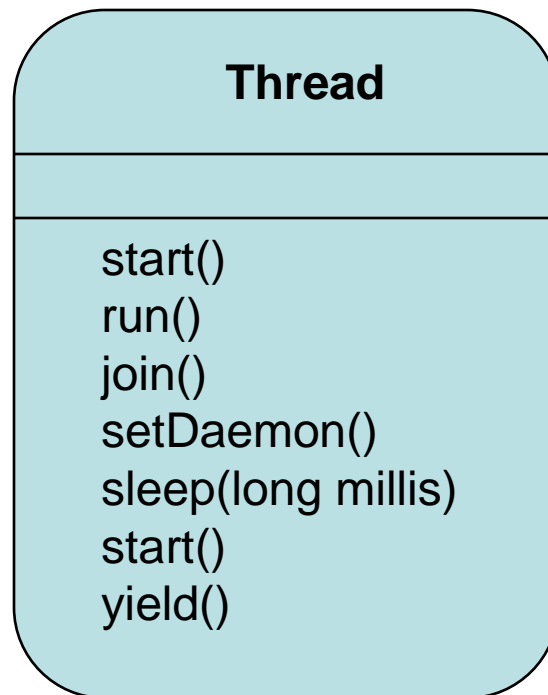 Thread
start()
run()
join()
setDaemon()
sleep(long millis)
start()
yield()